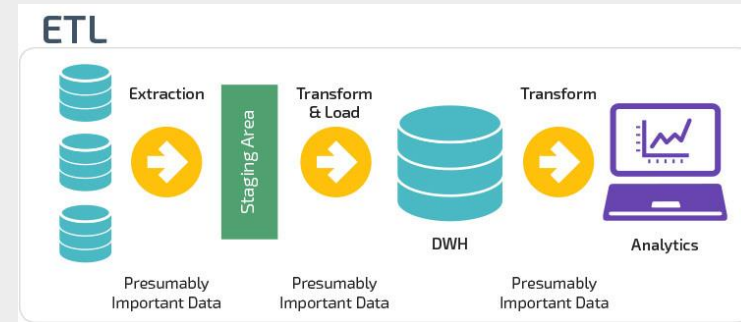 ETL
Extraction
Staging Area
Transform
& Load
DWH
Transform
Analytics
Presumably
Important Data
Presumably
Important Data
Presumably
Important Data